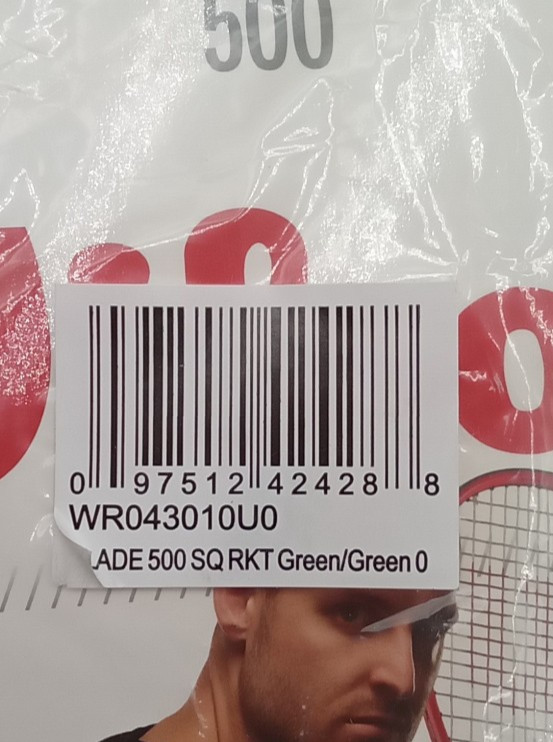 500
0 97512 42428 8
WR043010U0
LADE 500 SQ RKT Green/Green 0